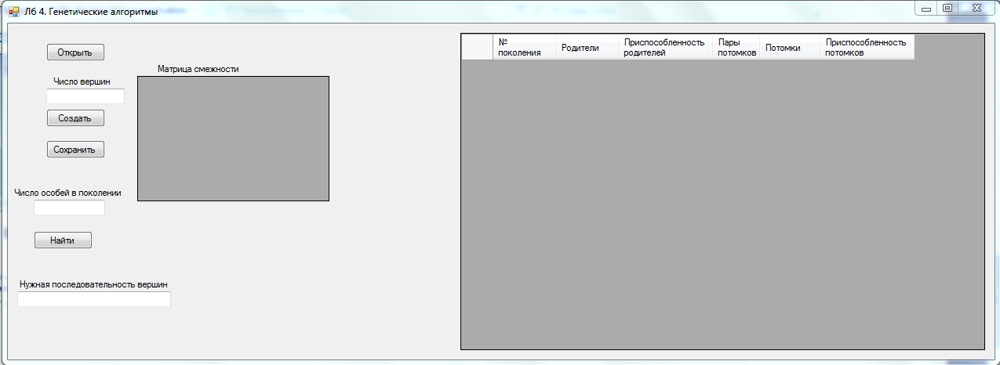 Лб 4. Генетические алгоритмы
Открыть
Число вершин
Создать
Сохранить
Матрица смежности
Число особей в поколении
Найти
Нужная последовательность вершин
№
поколения
Родители
Приспособленность
родителей
Пары
потомков
Потомки
Приспособленность
потомков